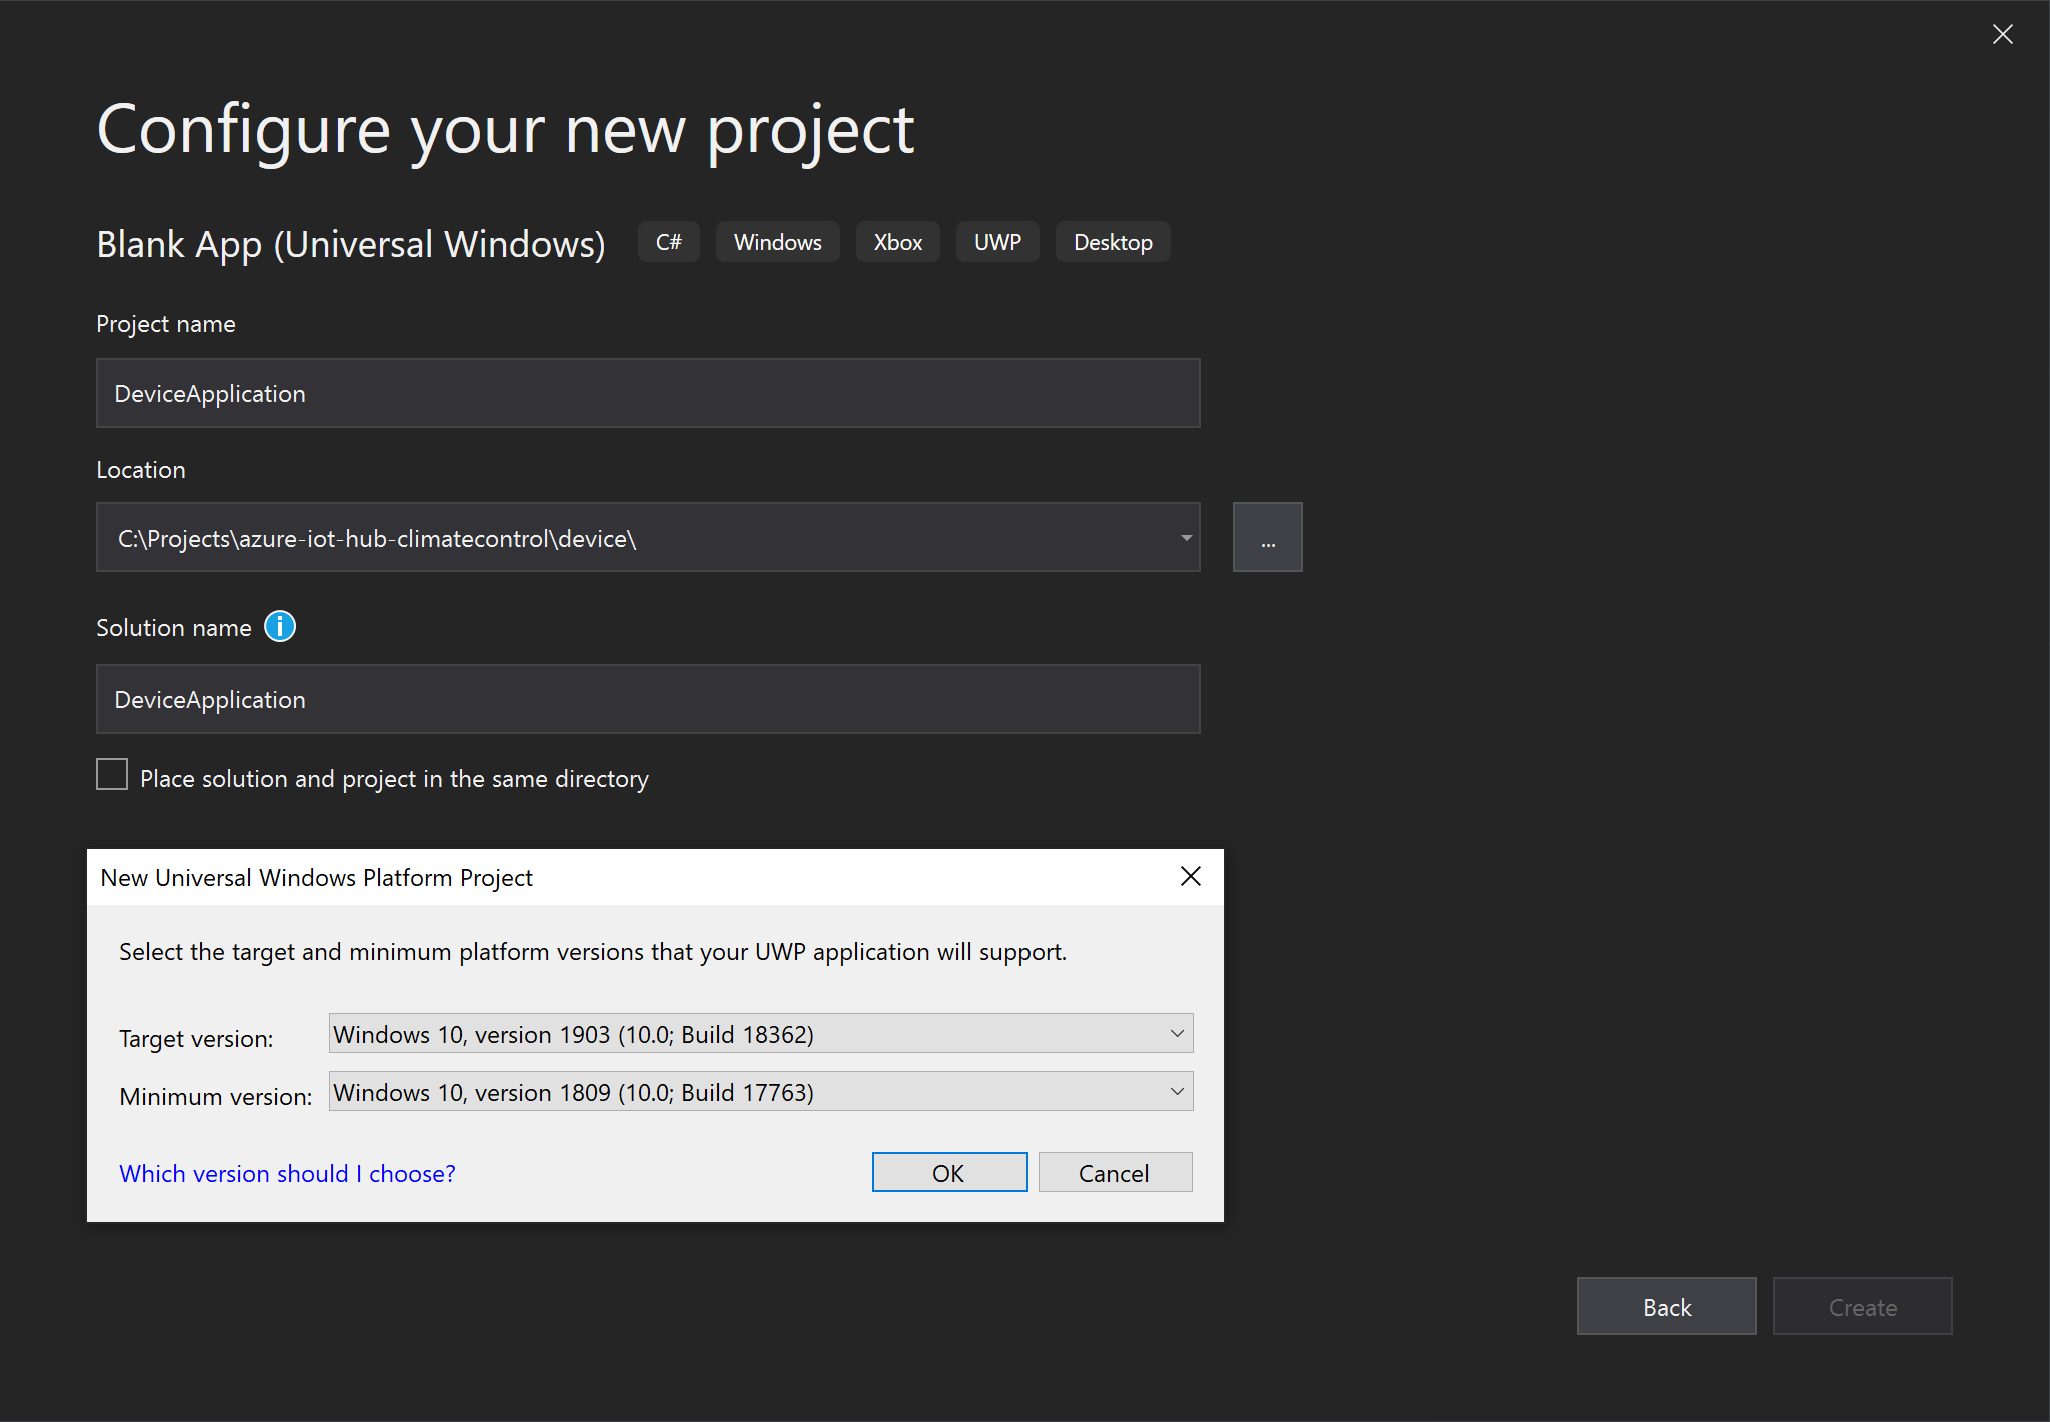 Configure your new project
Blank App (Universal Windows) C# Windows Xbox UWP Desktop
Project name
DeviceApplication
Location
C:\Projects\azure-iot-hub-climatecontrol\device\
...
Solution name
DeviceApplication
Place solution and project in the same directory
New Universal Windows Platform Project
Select the target and minimum platform versions that your UWP application will support.
Target version: Windows 10, version 1903 (10.0; Build 18362)
Minimum version: Windows 10, version 1809 (10.0; Build 17763)
Which version should I choose? OK Cancel
Back Create